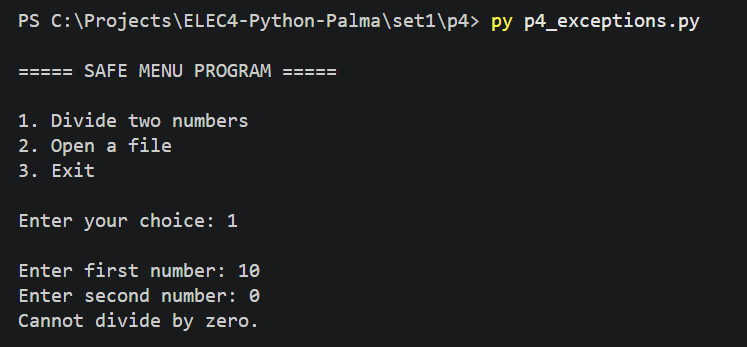 PS C:\Projects\ELEC4-Python-Palma\set1\p4> py p4_exceptions.py
===== SAFE MENU PROGRAM =====
1. Divide two numbers
2. Open a file
3. Exit
Enter your choice: 1
Enter first number: 10
Enter second number: 0
Cannot divide by zero.